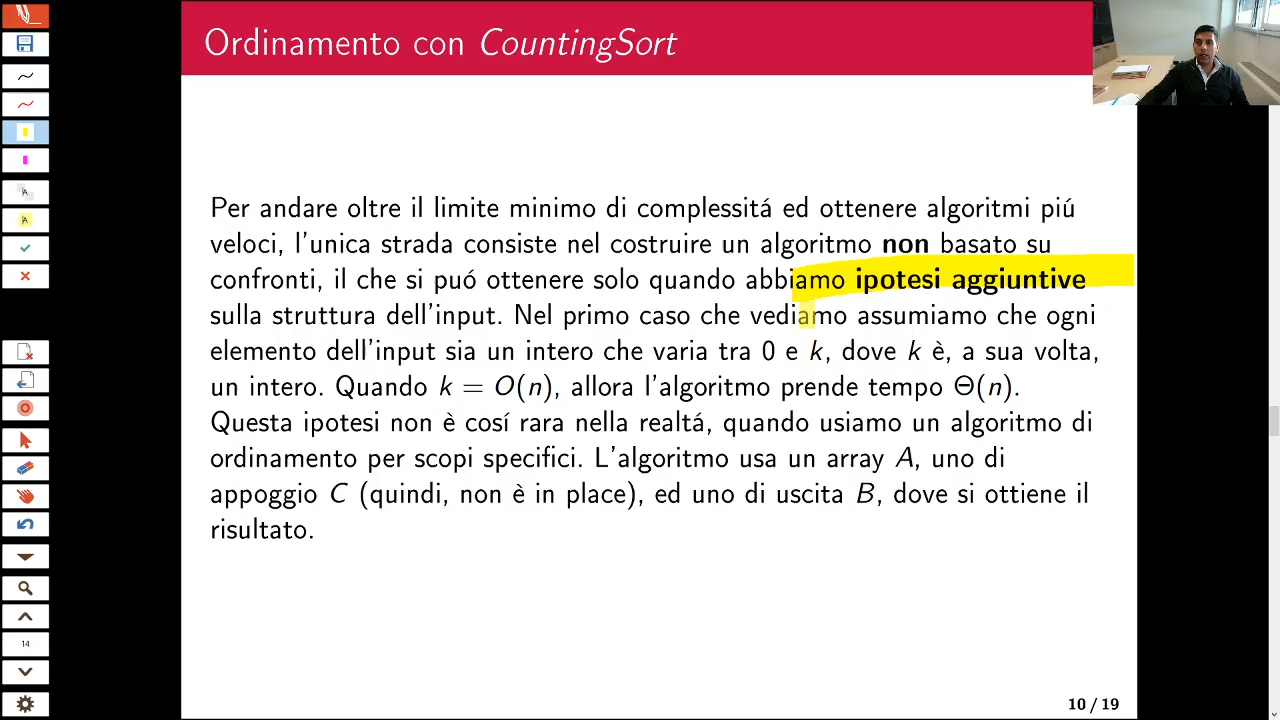 Ordinamento con CountingSort
Per andare oltre il limite minimo di complessitá ed ottenere algoritmi piú
veloci, l'unica strada consiste nel costruire un algoritmo non basato su
confronti, il che si puó ottenere solo quando abbiamo ipotesi aggiuntive
sulla struttura dell'input. Nel primo caso che vediamo assumiamo che ogni
elemento dell'input sia un intero che varia tra 0 e k, dove k è, a sua volta,
un intero. Quando k = O(n), allora l'algoritmo prende tempo Θ(n).
Questa ipotesi non è cosí rara nella realtá, quando usiamo un algoritmo di
ordinamento per scopi specifici. L'algoritmo usa un array A, uno di
appoggio C (quindi, non è in place), ed uno di uscita B, dove si ottiene il
risultato.
14
10 / 19